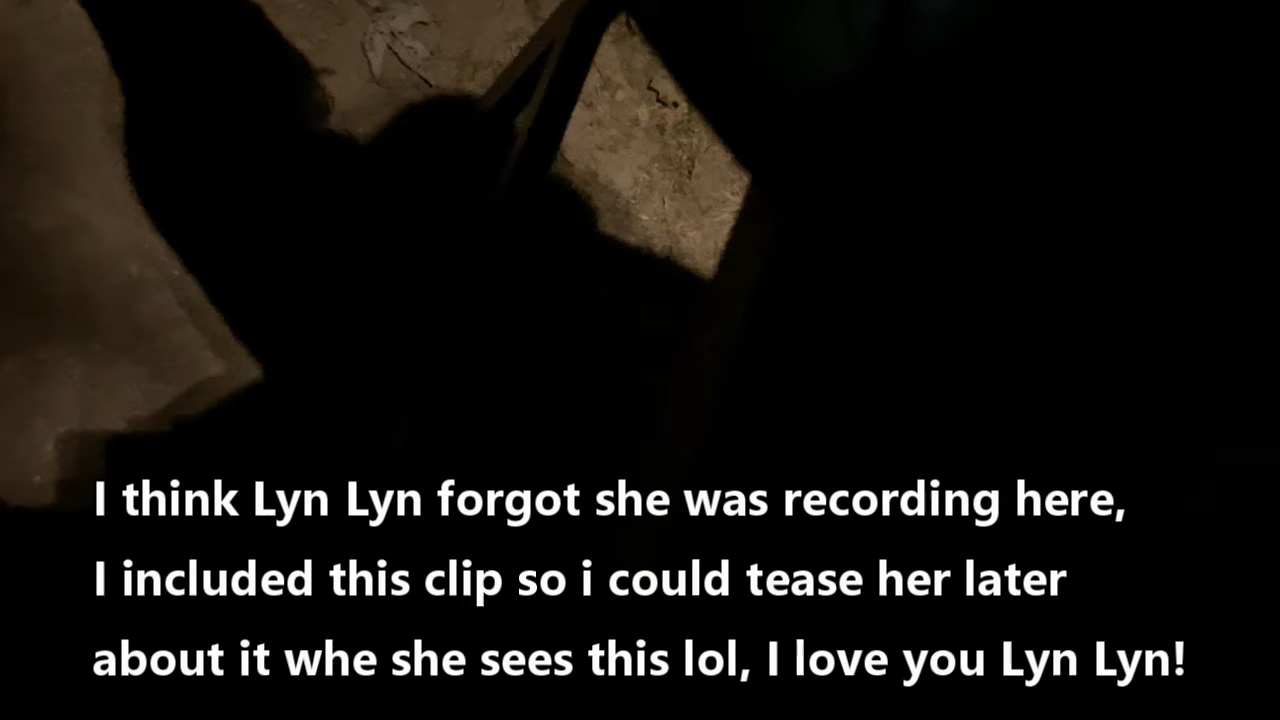 I think Lyn Lyn forgot she was recording here,
I included this clip so i could tease her later
about it whe she sees this lol, I love you Lyn Lyn!